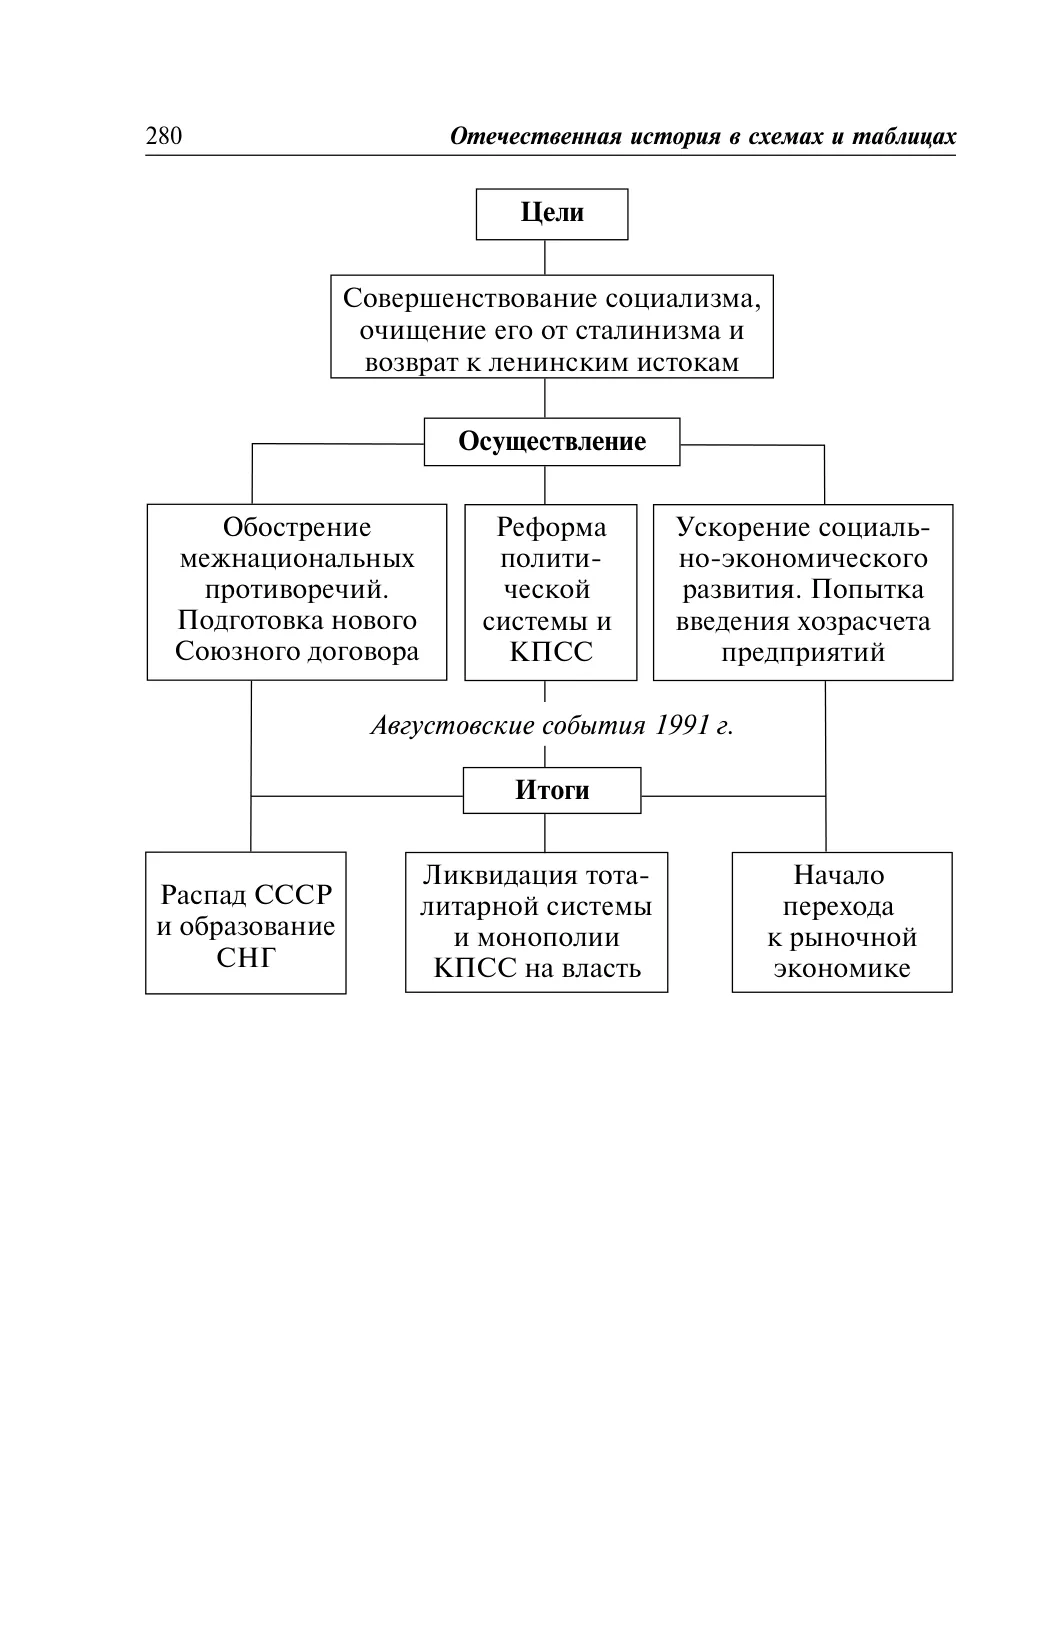 280
Отечественная история в схемах и таблицах
Цели
Совершенствование социализма,
очищение его от сталинизма и
возврат к ленинским истокам
Осуществление
Обострение
межнациональных
противоречий.
Подготовка нового
Союзного договора
Реформа
полити-
ческой
системы и
КПСС
Ускорение социаль-
но-экономического
развития. Попытка
введения хозрасчета
предприятий
Августовские события 1991 г.
Итоги
Распад СССР
и образование
СНГ
Ликвидация тота-
литарной системы
и монополии
КПСС на власть
Начало
перехода
к рыночной
экономике